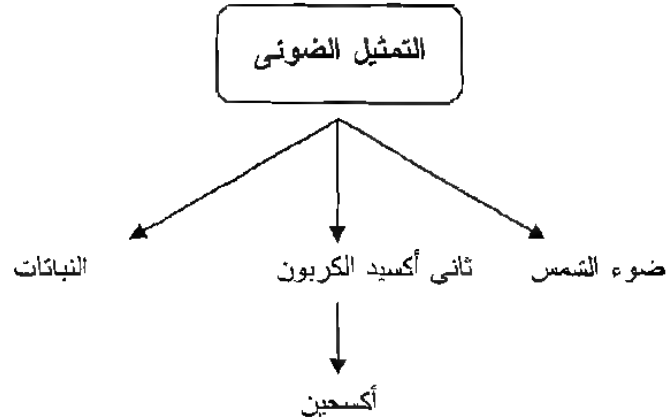 التمثيل الضوئى
ضوء الشمس
ثانى أكسيد الكربون
النباتات
أكسجين